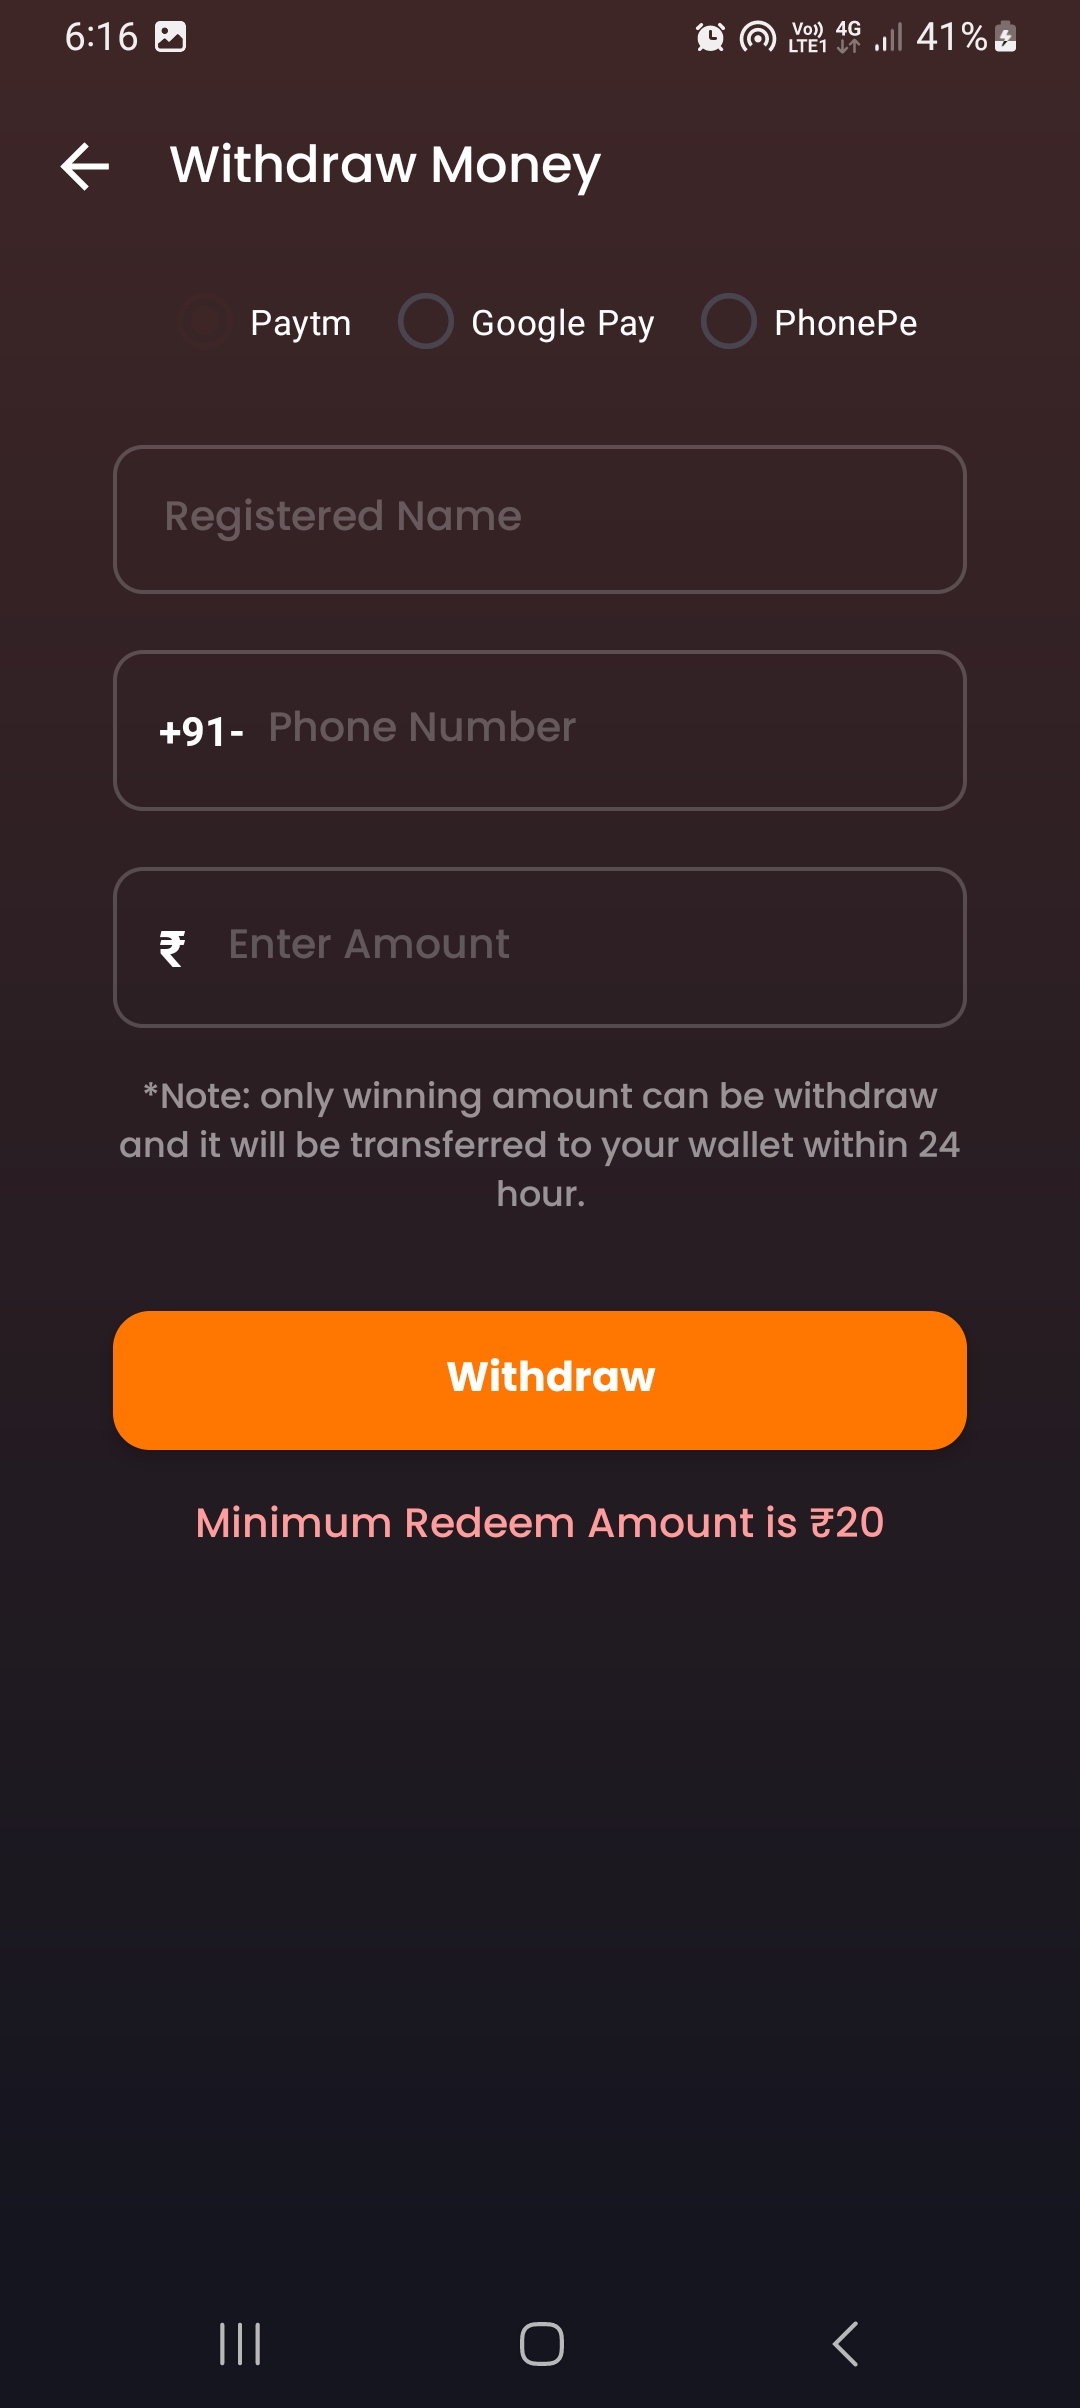 6:16 Vo)) LTE1 4G 41%
Withdraw Money
Paytm Google Pay PhonePe
Registered Name
+91- Phone Number
₹ Enter Amount
*Note: only winning amount can be withdraw
and it will be transferred to your wallet within 24
hour.
Withdraw
Minimum Redeem Amount is ₹20